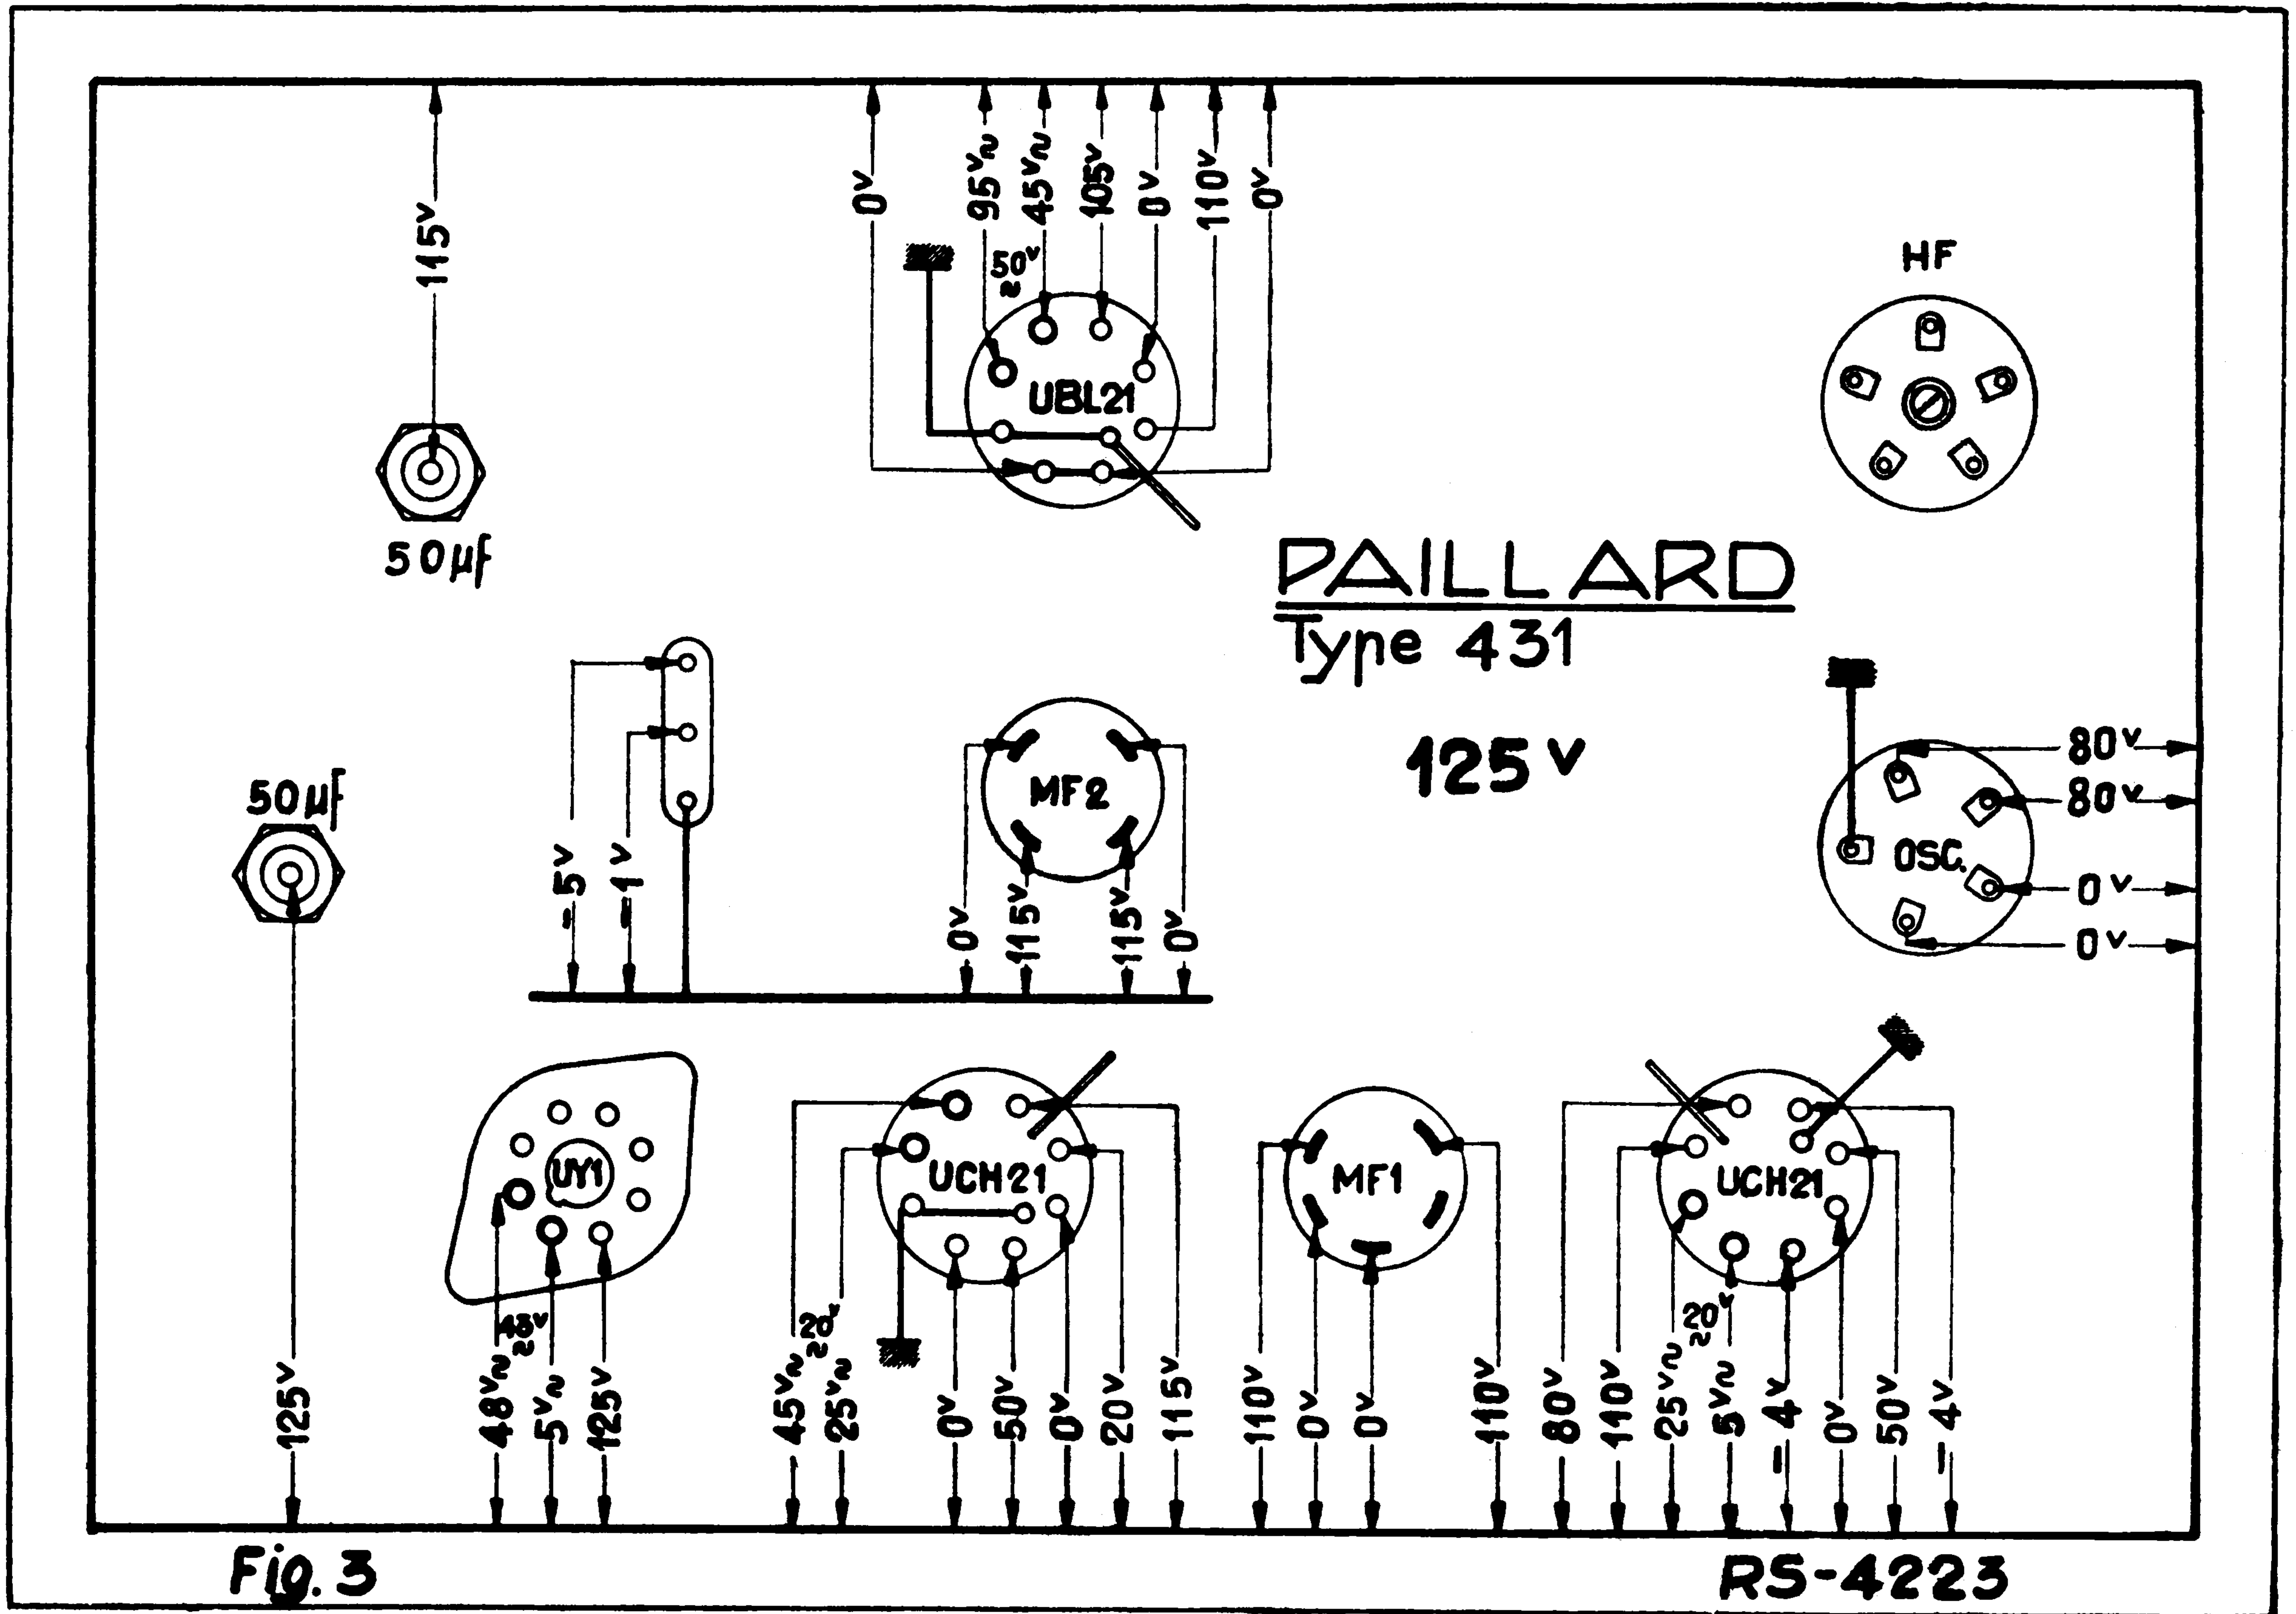 0V
95V~
45V~
105V
0V
110V
0V
115V
50V
~
HF
UBL21
50µf
PAILLARD
Type 431
125V
80V
80V
50µf
MF2
OSC.
-5V
-1V
0V
115V
115V
0V
0V
0V
UY1
UCH21
MF1
UCH21
125V
48V~
43V
~
5V~
125V
45V~
20V
~
25V~
0V
50V
0V
20V
115V
110V
0V
0V
110V
80V
110V
25V~
20V
~
5V~
-4V
0V
50V
-4V
Fig. 3
RS-4223